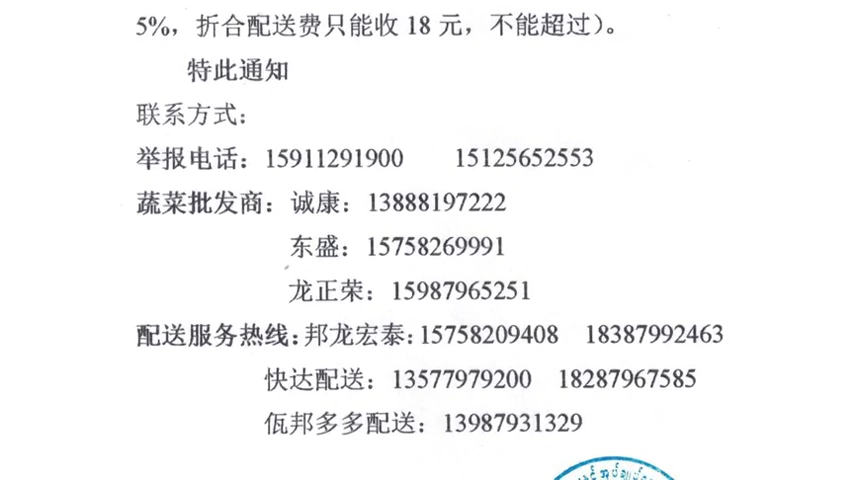 5%，折合配送费只能收 18 元，不能超过）。
特此通知
联系方式：
举报电话：15911291900 15125652553
蔬菜批发商：诚康：13888197222
东盛：15758269991
龙正荣：15987965251
配送服务热线：邦龙宏泰：15758209408 18387992463
快达配送：13577979200 18287967585
佤邦多多配送：13987931329